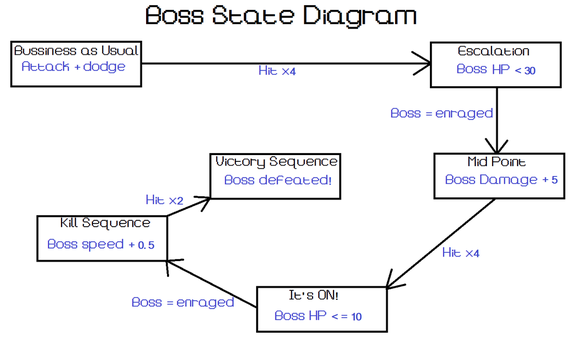 Boss State Diagram
Bussiness as Usual
Attack + dodge
Hit x4
Escalation
Boss HP < 30
Boss = enraged
Mid Point
Boss Damage + 5
Hit x4
It's ON!
Boss HP <= 10
Boss = enraged
Kill Sequence
Boss speed + 0.5
Hit x2
Victory Sequence
Boss defeated!